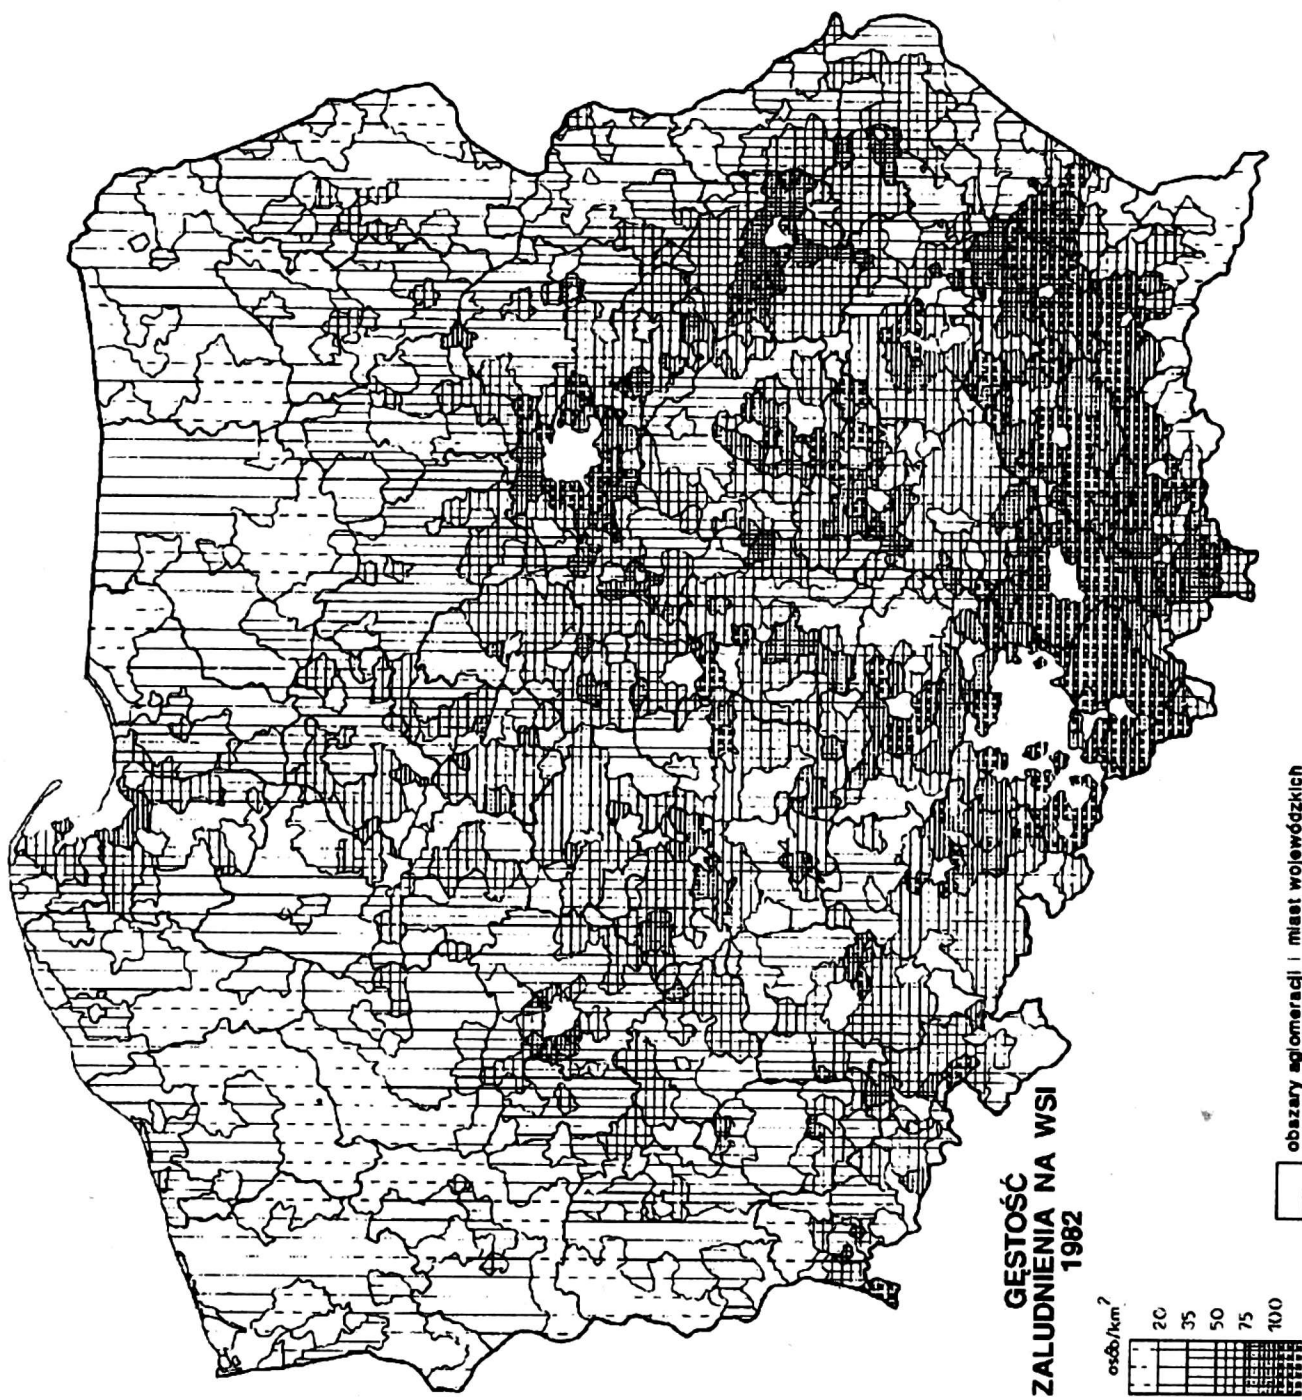 GĘSTOŚĆ
ZALUDNIENIA NA WSI
1982
osób/km²
20
35
50
75
100
obszary aglomeracji i miast wojewódzkich